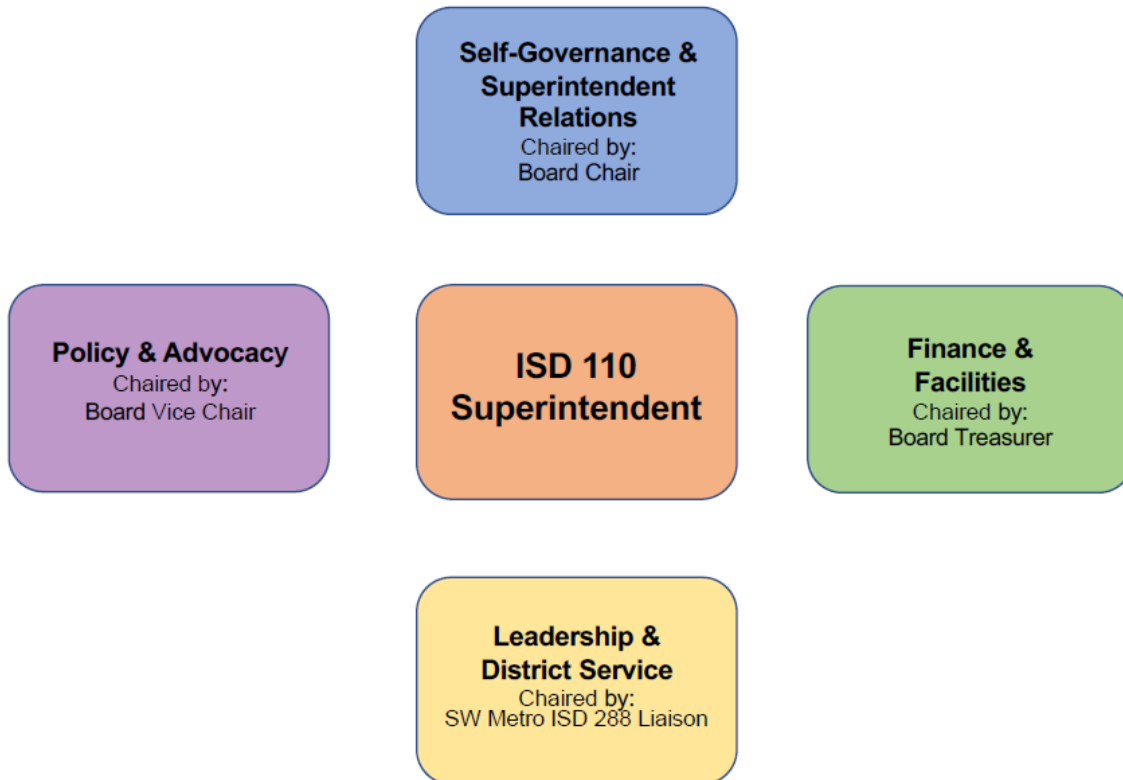 Self-Governance &
Superintendent
Relations
Chaired by:
Board Chair
Policy & Advocacy
Chaired by:
Board Vice Chair
ISD 110
Superintendent
Finance &
Facilities
Chaired by:
Board Treasurer
Leadership &
District Service
Chaired by:
SW Metro ISD 288 Liaison